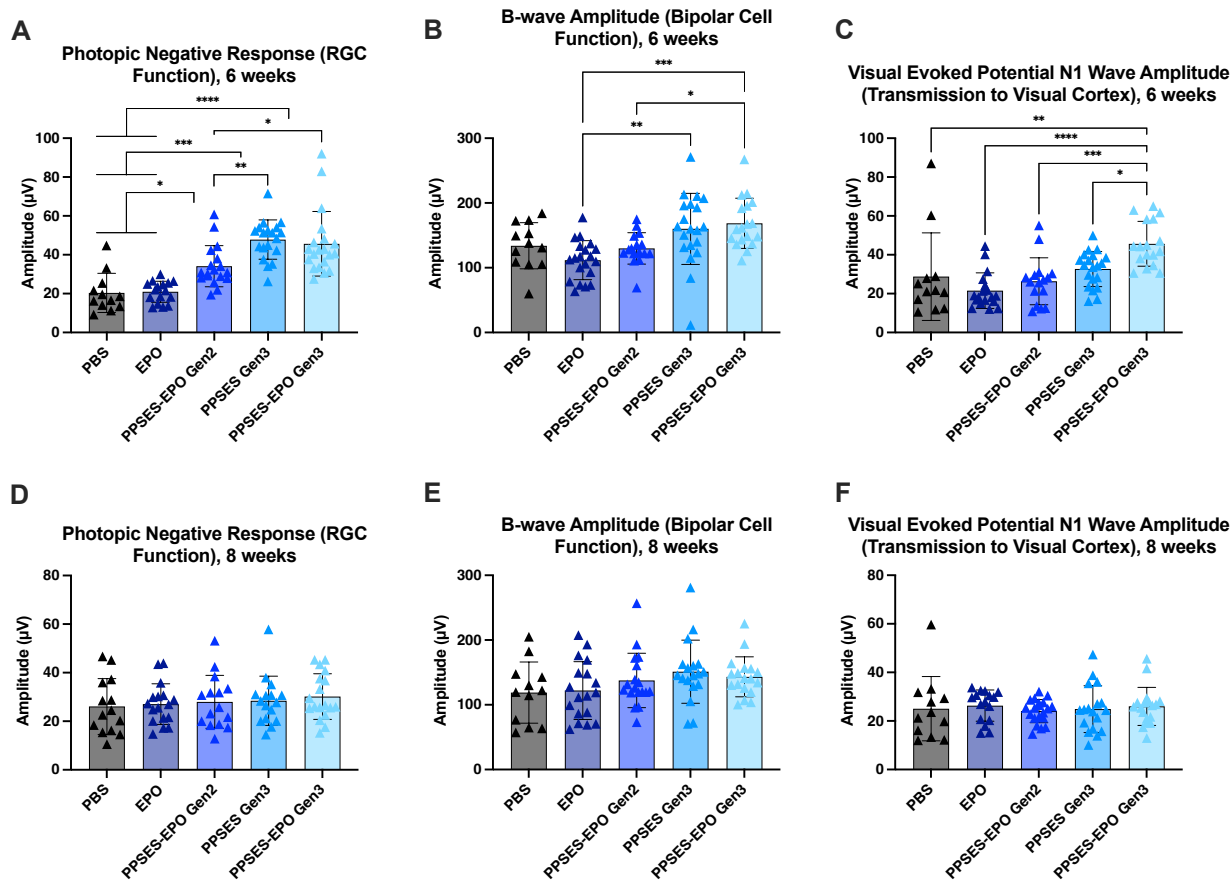 A
Photopic Negative Response (RGC
Function), 6 weeks
****
*
***
**
*
100
80
60
40
20
0
Amplitude (µV)
PBS
EPO
PPSES-EPO Gen2
PPSES Gen3
PPSES-EPO Gen3
B
B-wave Amplitude (Bipolar Cell
Function), 6 weeks
***
*
**
300
200
100
0
Amplitude (µV)
PBS
EPO
PPSES-EPO Gen2
PPSES Gen3
PPSES-EPO Gen3
C
Visual Evoked Potential N1 Wave Amplitude
(Transmission to Visual Cortex), 6 weeks
**
****
***
*
100
80
60
40
20
0
Amplitude (µV)
PBS
EPO
PPSES-EPO Gen2
PPSES Gen3
PPSES-EPO Gen3
D
Photopic Negative Response (RGC
Function), 8 weeks
80
60
40
20
0
Amplitude (µV)
PBS
EPO
PPSES-EPO Gen2
PPSES Gen3
PPSES-EPO Gen3
E
B-wave Amplitude (Bipolar Cell
Function), 8 weeks
300
200
100
0
Amplitude (µV)
PBS
EPO
PPSES-EPO Gen2
PPSES Gen3
PPSES-EPO Gen3
F
Visual Evoked Potential N1 Wave Amplitude
(Transmission to Visual Cortex), 8 weeks
80
60
40
20
0
Amplitude (µV)
PBS
EPO
PPSES-EPO Gen2
PPSES Gen3
PPSES-EPO Gen3